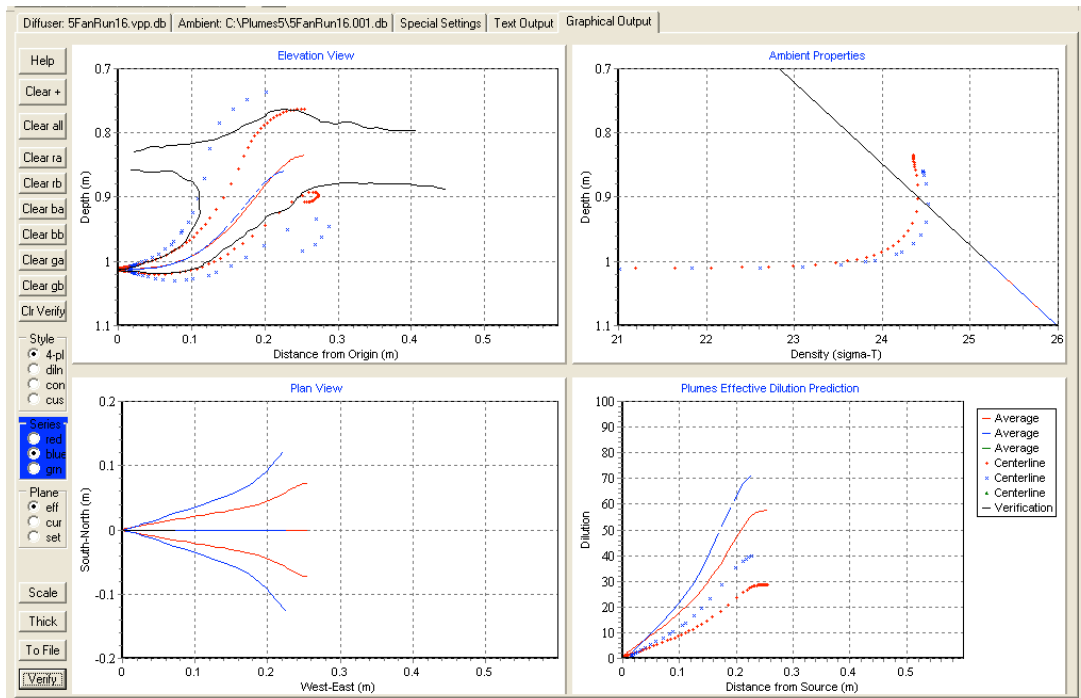 Diffuser: 5FanRun16.vpp.db Ambient: C:\Plumes5\5FanRun16.001.db Special Settings Text Output Graphical Output
Help
Clear +
Clear all
Clear ra
Clear rb
Clear ba
Clear bb
Clear ga
Clear gb
Clr Verify
Style
4-pl
diln
con
cus
Series
red
blue
grn
Plane
eff
cur
set
Scale
Thick
To File
Verify
Elevation View
Depth (m)
0.7
0.8
0.9
1
1.1
0 0.1 0.2 0.3 0.4 0.5
Distance from Origin (m)
Ambient Properties
Depth (m)
0.7
0.8
0.9
1
1.1
21 22 23 24 25 26
Density (sigma-T)
Plan View
South-North (m)
0.2
0.1
0
-0.1
-0.2
0 0.1 0.2 0.3 0.4 0.5
West-East (m)
Plumes Effective Dilution Prediction
Dilution
100
90
80
70
60
50
40
30
20
10
0
0 0.1 0.2 0.3 0.4 0.5
Distance from Source (m)
Average
Average
Average
Centerline
Centerline
Centerline
Verification